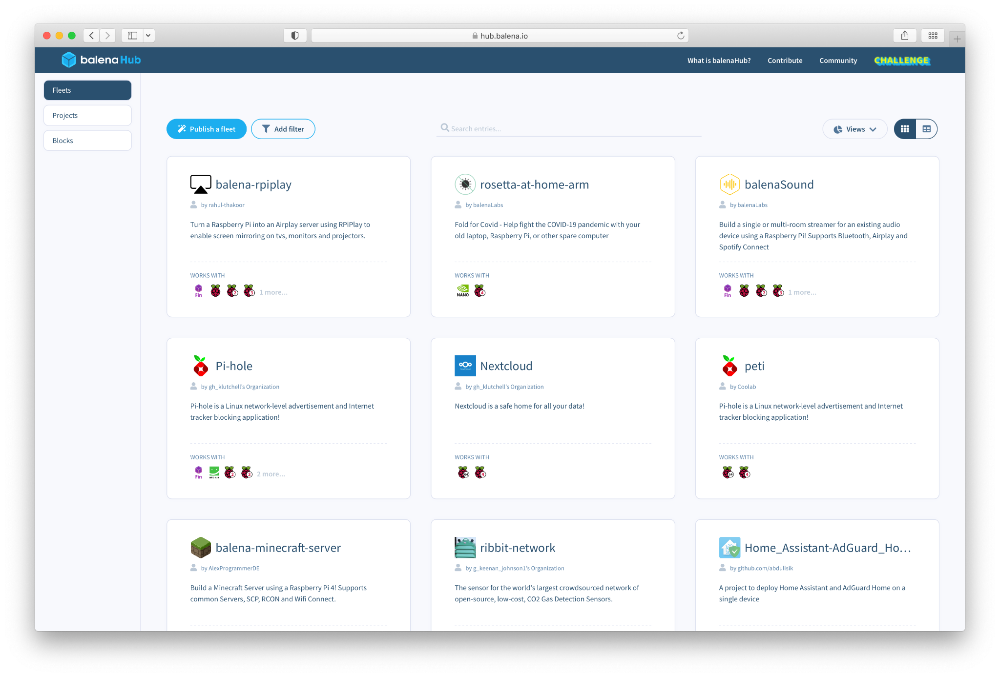 hub.balena.io
balenaHub
What is balenaHub?
Contribute
Community
CHALLENGE
Fleets
Projects
Blocks
Publish a fleet
Add filter
Search entries...
Views
balena-rpiplay
by rahul-thakoor
Turn a Raspberry Pi into an Airplay server using RPiPlay to
enable screen mirroring on tvs, monitors and projectors.
WORKS WITH
Fin
2
3
1 more...
rosetta-at-home-arm
by balenaLabs
Fold for Covid - Help fight the COVID-19 pandemic with your
old laptop, Raspberry Pi, or other spare computer
WORKS WITH
NANO
4
balenaSound
by balenaLabs
Build a single or multi-room streamer for an existing audio
device using a Raspberry Pi! Supports Bluetooth, Airplay and
Spotify Connect
WORKS WITH
Fin
2
3
1 more...
Pi-hole
by gh_klutchell's Organization
Pi-hole is a Linux network-level advertisement and Internet
tracker blocking application!
WORKS WITH
Fin
NEO AIR
2
3
2 more...
Nextcloud
Nextcloud
by gh_klutchell's Organization
Nextcloud is a safe home for all your data!
WORKS WITH
64
4
peti
by Coolab
Pi-hole is a Linux network-level advertisement and Internet
tracker blocking application!
WORKS WITH
64
4
balena-minecraft-server
by AlexProgrammerDE
Build a Minecraft Server using a Raspberry Pi 4! Supports
common Servers, SCP, RCON and Wifi Connect.
ribbit-network
by g_keenan_johnson1's Organization
The sensor for the world's largest crowdsourced network of
open-source, low-cost, CO2 Gas Detection Sensors.
Home_Assistant-AdGuard_Ho...
by github.com/abdulisik
A project to deploy Home Assistant and AdGuard Home on a
single device